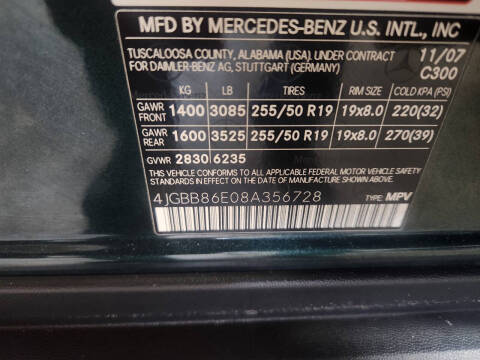 MFD BY MERCEDES-BENZ U.S. INTL., INC
TUSCALOOSA COUNTY, ALABAMA (USA), UNDER CONTRACT 11/07
FOR DAIMLER-BENZ AG, STUTTGART (GERMANY) C300
KG LB TIRES RIM SIZE COLD KPA (PSI)
GAWR FRONT 1400 3085 255/50 R19 19x8.0 220(32)
GAWR REAR 1600 3525 255/50 R19 19x8.0 270(39)
GVWR 2830 6235
THIS VEHICLE CONFORMS TO ALL APPLICABLE FEDERAL MOTOR VEHICLE SAFETY
STANDARDS IN EFFECT ON THE DATE OF MANUFACTURE SHOWN ABOVE.
4JGBB86E08A356728 TYPE: MPV